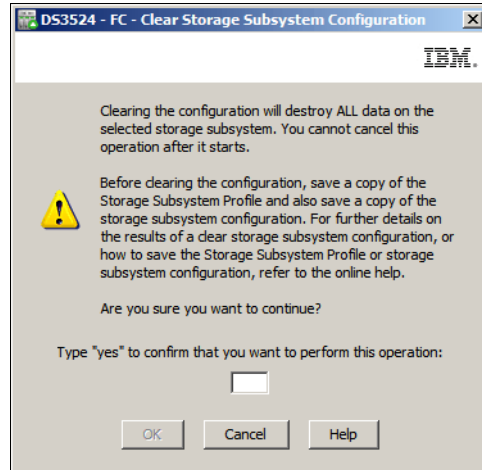 DS3524 - FC - Clear Storage Subsystem Configuration
IBM.
Clearing the configuration will destroy ALL data on the
selected storage subsystem. You cannot cancel this
operation after it starts.
Before clearing the configuration, save a copy of the
Storage Subsystem Profile and also save a copy of the
storage subsystem configuration. For further details on
the results of a clear storage subsystem configuration, or
how to save the Storage Subsystem Profile or storage
subsystem configuration, refer to the online help.
Are you sure you want to continue?
Type "yes" to confirm that you want to perform this operation:
OK Cancel Help